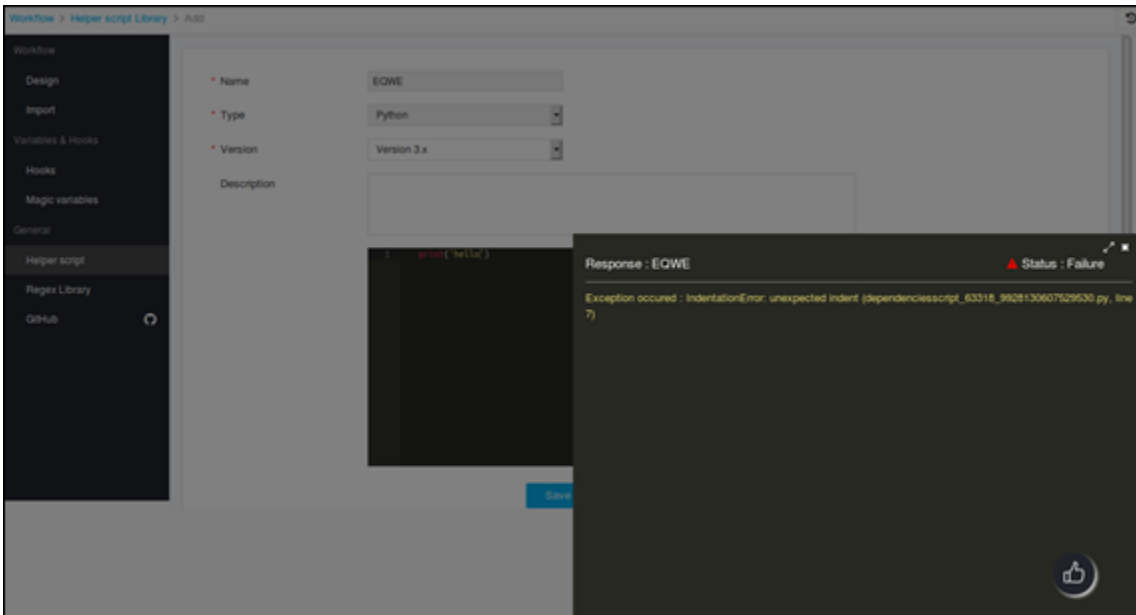 Workflow > Helper script Library > Add
Workflow
Design
Import
Variables & Hooks
Hooks
Magic variables
General
Helper script
Regex Library
GitHub
* Name EQWE
* Type Python
* Version Version 3.x
Description
1 print('hello')
Save
Response : EQWE Status : Failure
Exception occured : IndentationError: unexpected indent (dependenciesscript_63318_9928130607529530.py, line
7)